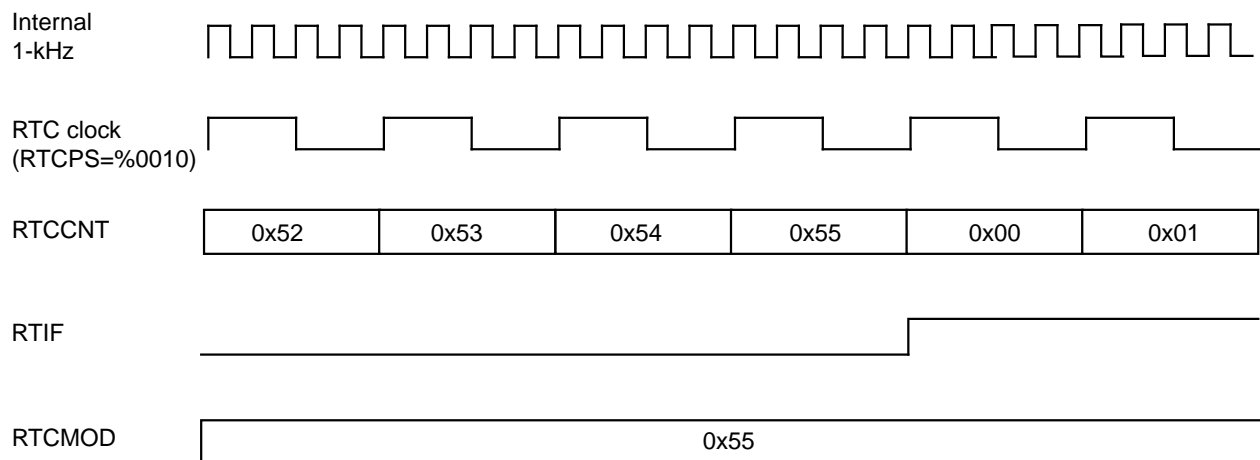 Internal
1-kHz
RTC clock
(RTCPS=%0010)
RTCCNT
0x52 0x53 0x54 0x55 0x00 0x01
RTIF
RTCMOD
0x55